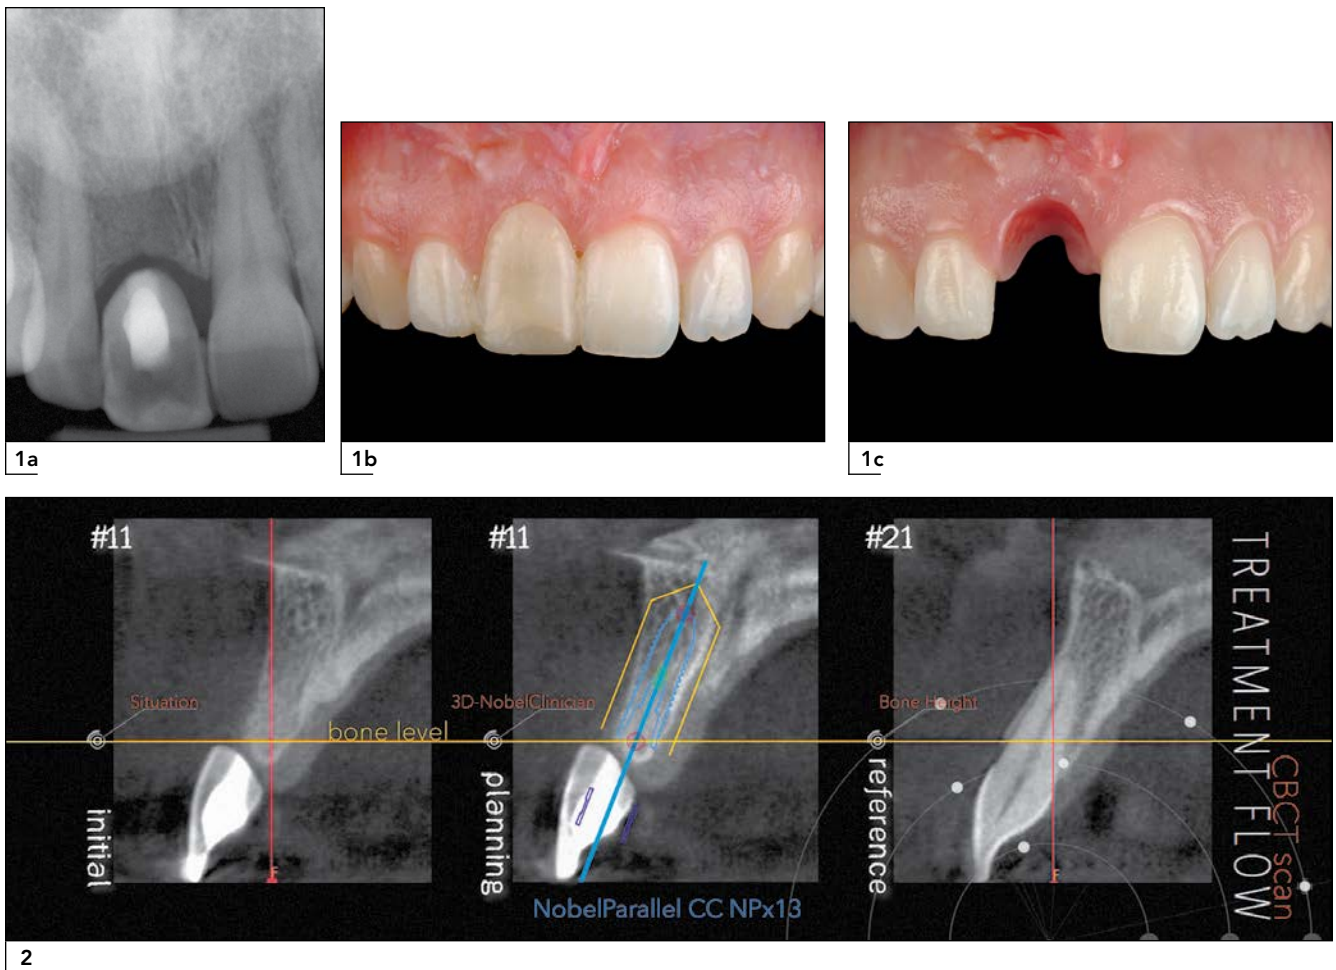 1a
1b
1c
#11
#11
#21
Situation
3D-NobelClinician
Bone Height
bone level
initial
planning
reference
TREATMENT FLOW
CBCT scan
F
F
NobelParallel CC NPx13
2